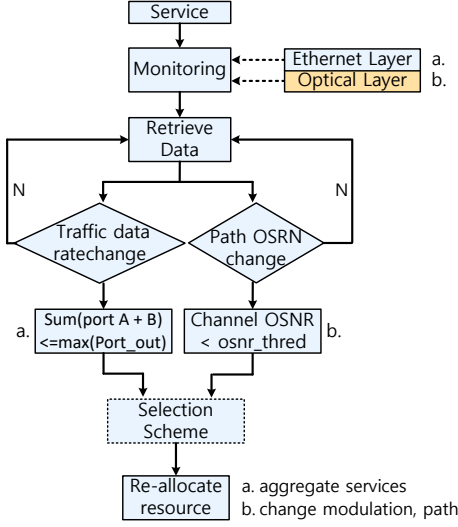 Service
Monitoring
Ethernet Layer a.
Optical Layer b.
Retrieve
Data
N
N
Traffic data
ratechange
Path OSRN
change
a. Sum(port A + B)
<=max(Port_out)
Channel OSNR
< osnr_thred
b.
Selection
Scheme
Re-allocate
resource
a. aggregate services
b. change modulation, path